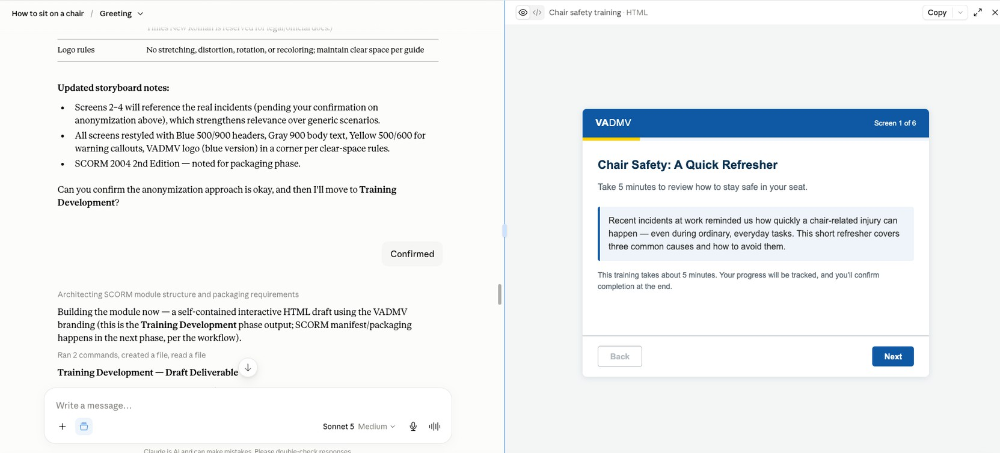 How to sit on a chair / Greeting
Times New Roman is reserved for legal/official docs.)
Logo rules No stretching, distortion, rotation, or recoloring; maintain clear space per guide
Updated storyboard notes:
• Screens 2–4 will reference the real incidents (pending your confirmation on
anonymization above), which strengthens relevance over generic scenarios.
• All screens restyled with Blue 500/900 headers, Gray 900 body text, Yellow 500/600 for
warning callouts, VADMV logo (blue version) in a corner per clear-space rules.
• SCORM 2004 2nd Edition — noted for packaging phase.
Can you confirm the anonymization approach is okay, and then I'll move to Training
Development?
Confirmed
Architecting SCORM module structure and packaging requirements
Building the module now — a self-contained interactive HTML draft using the VADMV
branding (this is the Training Development phase output; SCORM manifest/packaging
happens in the next phase, per the workflow).
Ran 2 commands, created a file, read a file
Training Development — Draft Deliverable
Write a message…
Sonnet 5 Medium
Claude is AI and can make mistakes. Please double-check responses.
Chair safety training · HTML
Copy
VADMV
Screen 1 of 6
Chair Safety: A Quick Refresher
Take 5 minutes to review how to stay safe in your seat.
Recent incidents at work reminded us how quickly a chair-related injury can
happen — even during ordinary, everyday tasks. This short refresher covers
three common causes and how to avoid them.
This training takes about 5 minutes. Your progress will be tracked, and you'll confirm
completion at the end.
Back
Next